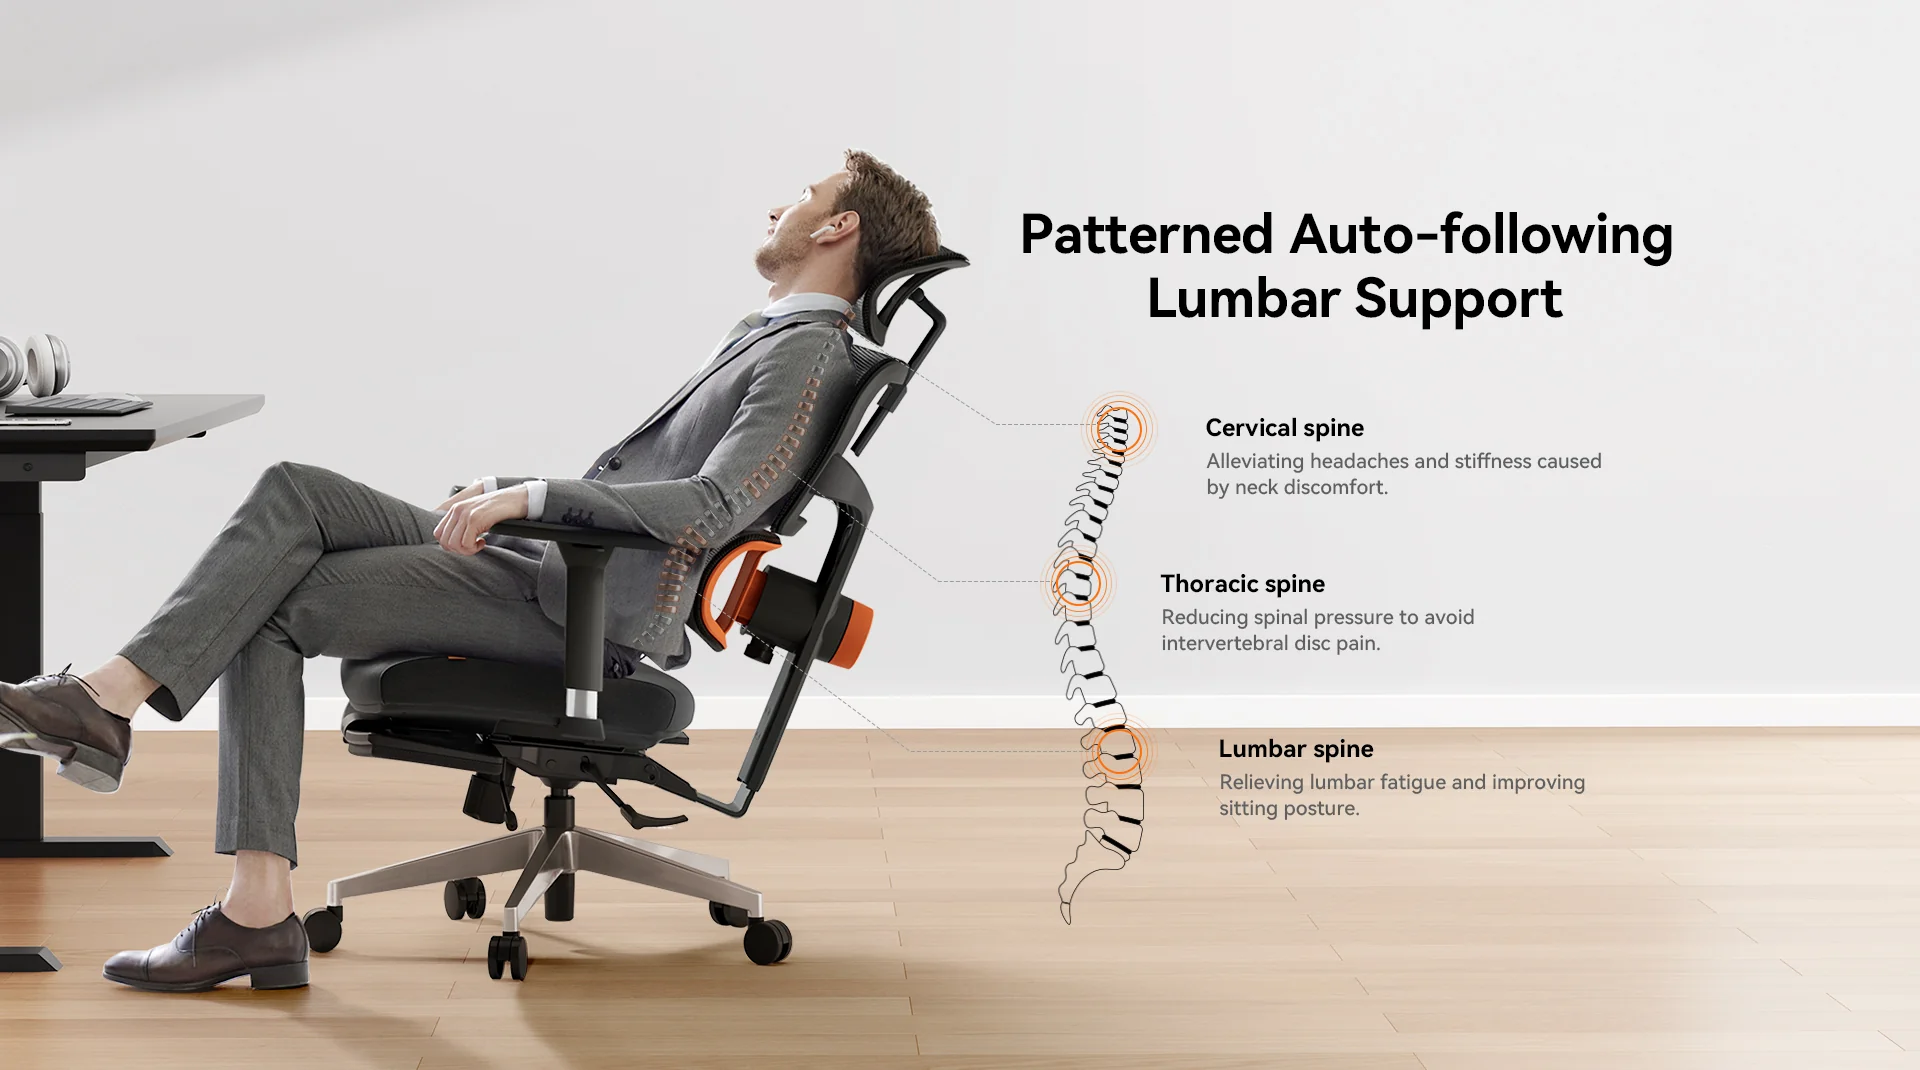 Patterned Auto-following
Lumbar Support
Cervical spine
Alleviating headaches and stiffness caused
by neck discomfort.
Thoracic spine
Reducing spinal pressure to avoid
intervertebral disc pain.
Lumbar spine
Relieving lumbar fatigue and improving
sitting posture.